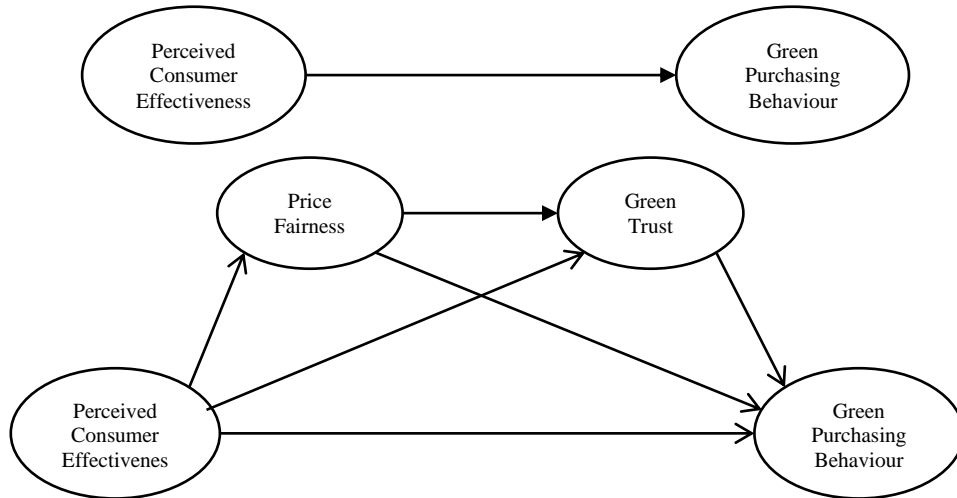 Perceived
Consumer
Effectiveness
Green
Purchasing
Behaviour
Price
Fairness
Green
Trust
Perceived
Consumer
Effectivenes
Green
Purchasing
Behaviour